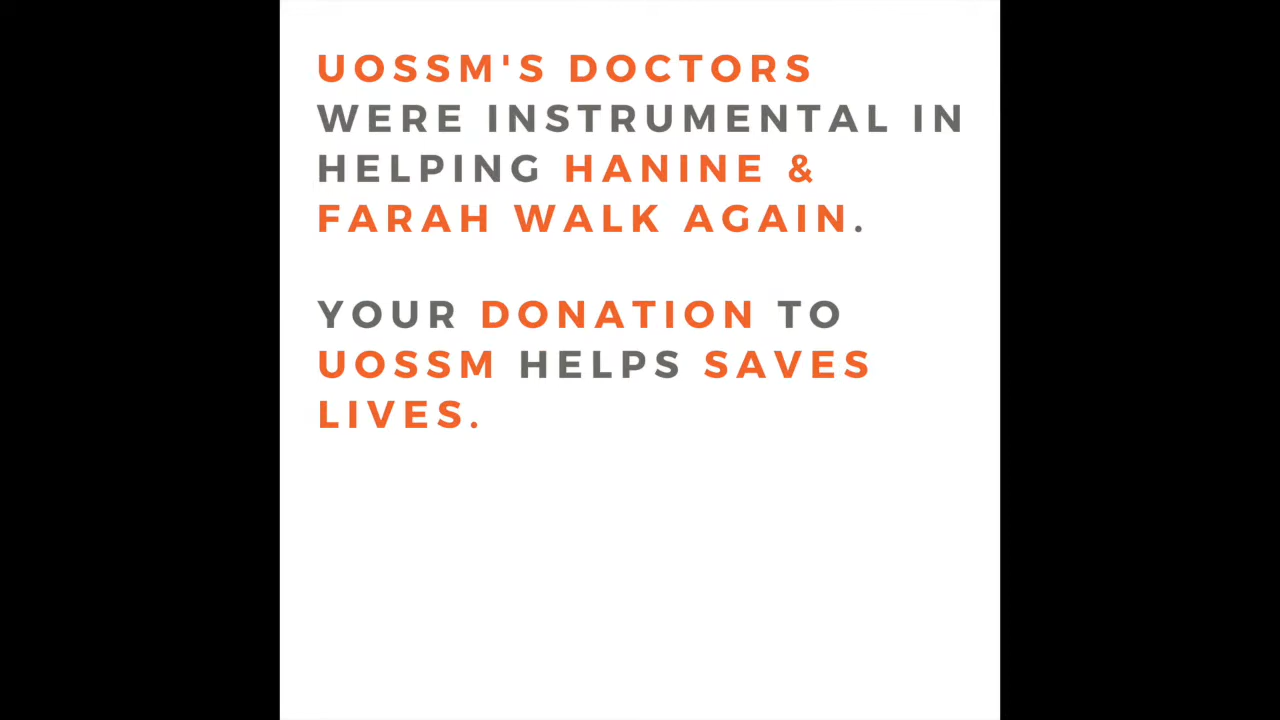 UOSSM'S DOCTORS
WERE INSTRUMENTAL IN
HELPING HANINE &
FARAH WALK AGAIN.
YOUR DONATION TO
UOSSM HELPS SAVES
LIVES.